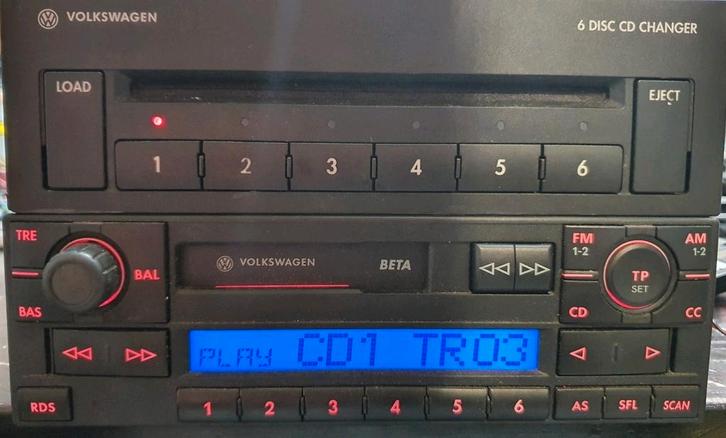 VOLKSWAGEN 6 DISC CD CHANGER
LOAD EJECT
1 2 3 4 5 6
TRE FM AM
1-2 1-2
VOLKSWAGEN BETA
BAL TP
SET
BAS CD CC
PLAY CD1 TR03
RDS 1 2 3 4 5 6 AS SFL SCAN